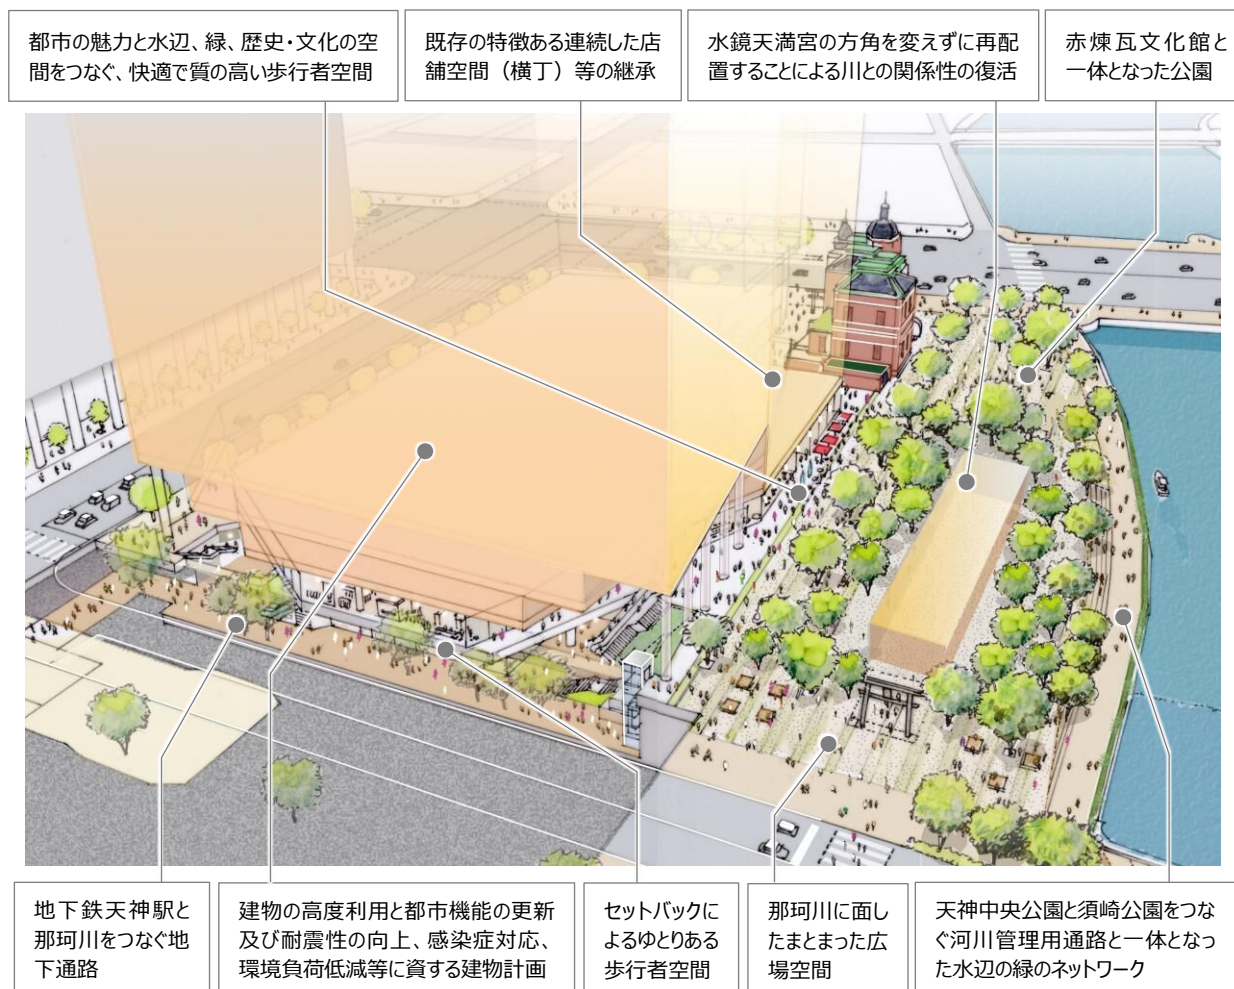 都市の魅力と水辺、緑、歴史・文化の空
間をつなぐ、快適で質の高い歩行者空間
既存の特徴ある連続した店
舗空間（横丁）等の継承
水鏡天満宮の方角を変えずに再配
置することによる川との関係性の復活
赤煉瓦文化館と
一体となった公園
地下鉄天神駅と
那珂川をつなぐ地
下通路
建物の高度利用と都市機能の更新
及び耐震性の向上、感染症対応、
環境負荷低減等に資する建物計画
セットバックに
よるゆとりある
歩行者空間
那珂川に面し
たまとまった広
場空間
天神中央公園と須崎公園をつな
ぐ河川管理用通路と一体となっ
た水辺の緑のネットワーク